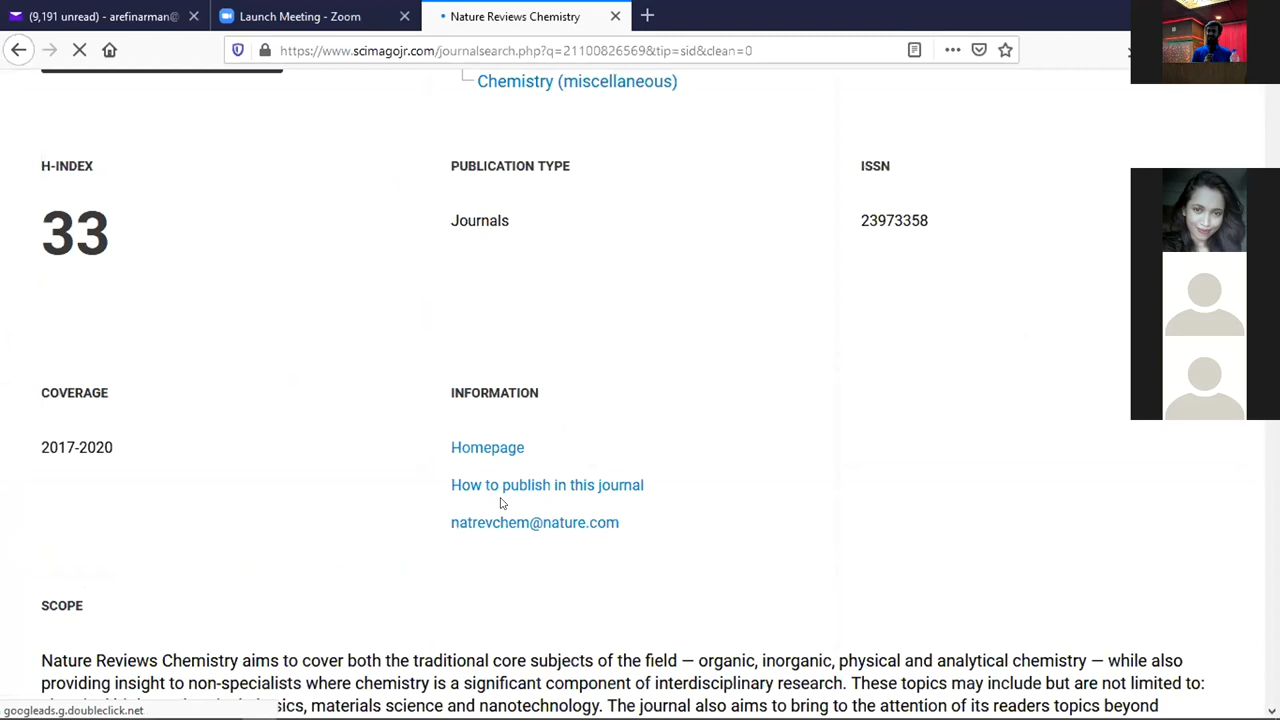 (9,191 unread) - arefinarman@
Launch Meeting - Zoom
Nature Reviews Chemistry
https://www.scimagojr.com/journalsearch.php?q=21100826569&tip=sid&clean=0
Chemistry (miscellaneous)
H-INDEX
PUBLICATION TYPE
ISSN
33
Journals
23973358
COVERAGE
INFORMATION
2017-2020
Homepage
How to publish in this journal
natrevchem@nature.com
SCOPE
Nature Reviews Chemistry aims to cover both the traditional core subjects of the field — organic, inorganic, physical and analytical chemistry — while also
providing insight to non-specialists where chemistry is a significant component of interdisciplinary research. These topics may include but are not limited to:
materials science and nanotechnology. The journal also aims to bring to the attention of its readers topics beyond
googleads.g.doubleclick.net